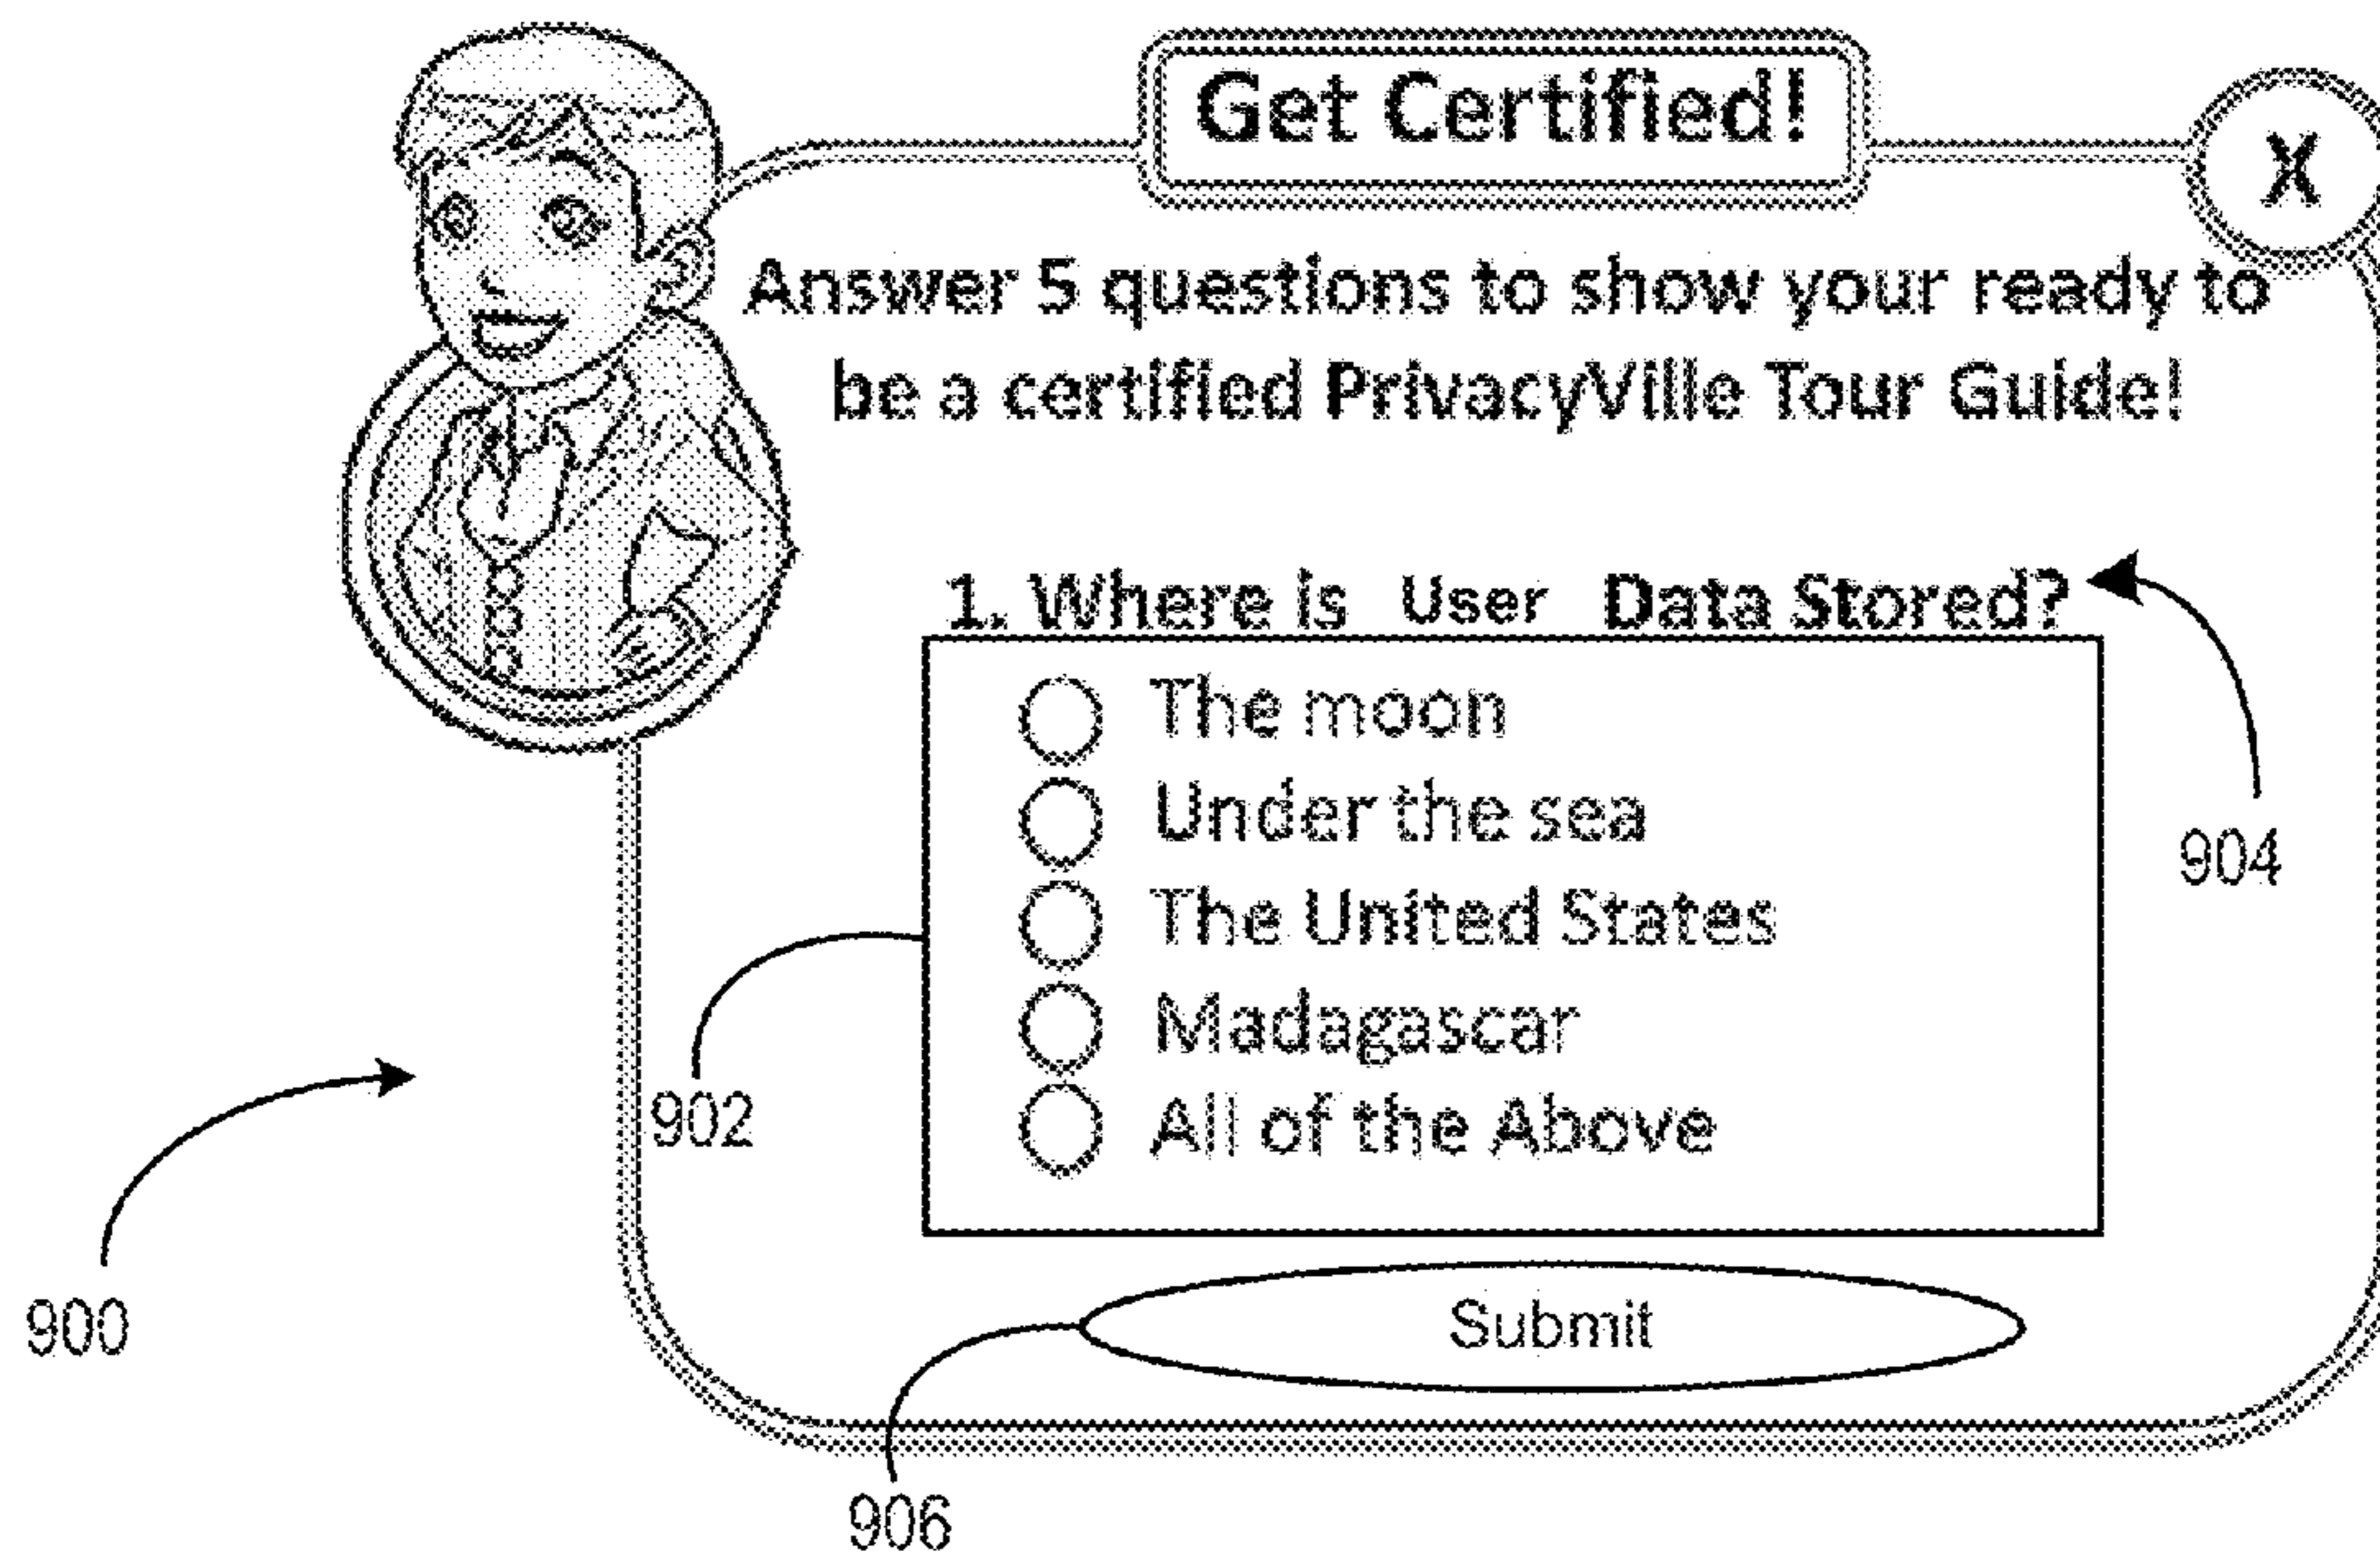 Get Certified!
X
Answer 5 questions to show your ready to
be a certified PrivacyVille Tour Guide!
1. Where is User Data Stored?
The moon
Under the sea
904
The United States
Madagascar
902
All of the Above
900
Submit
906